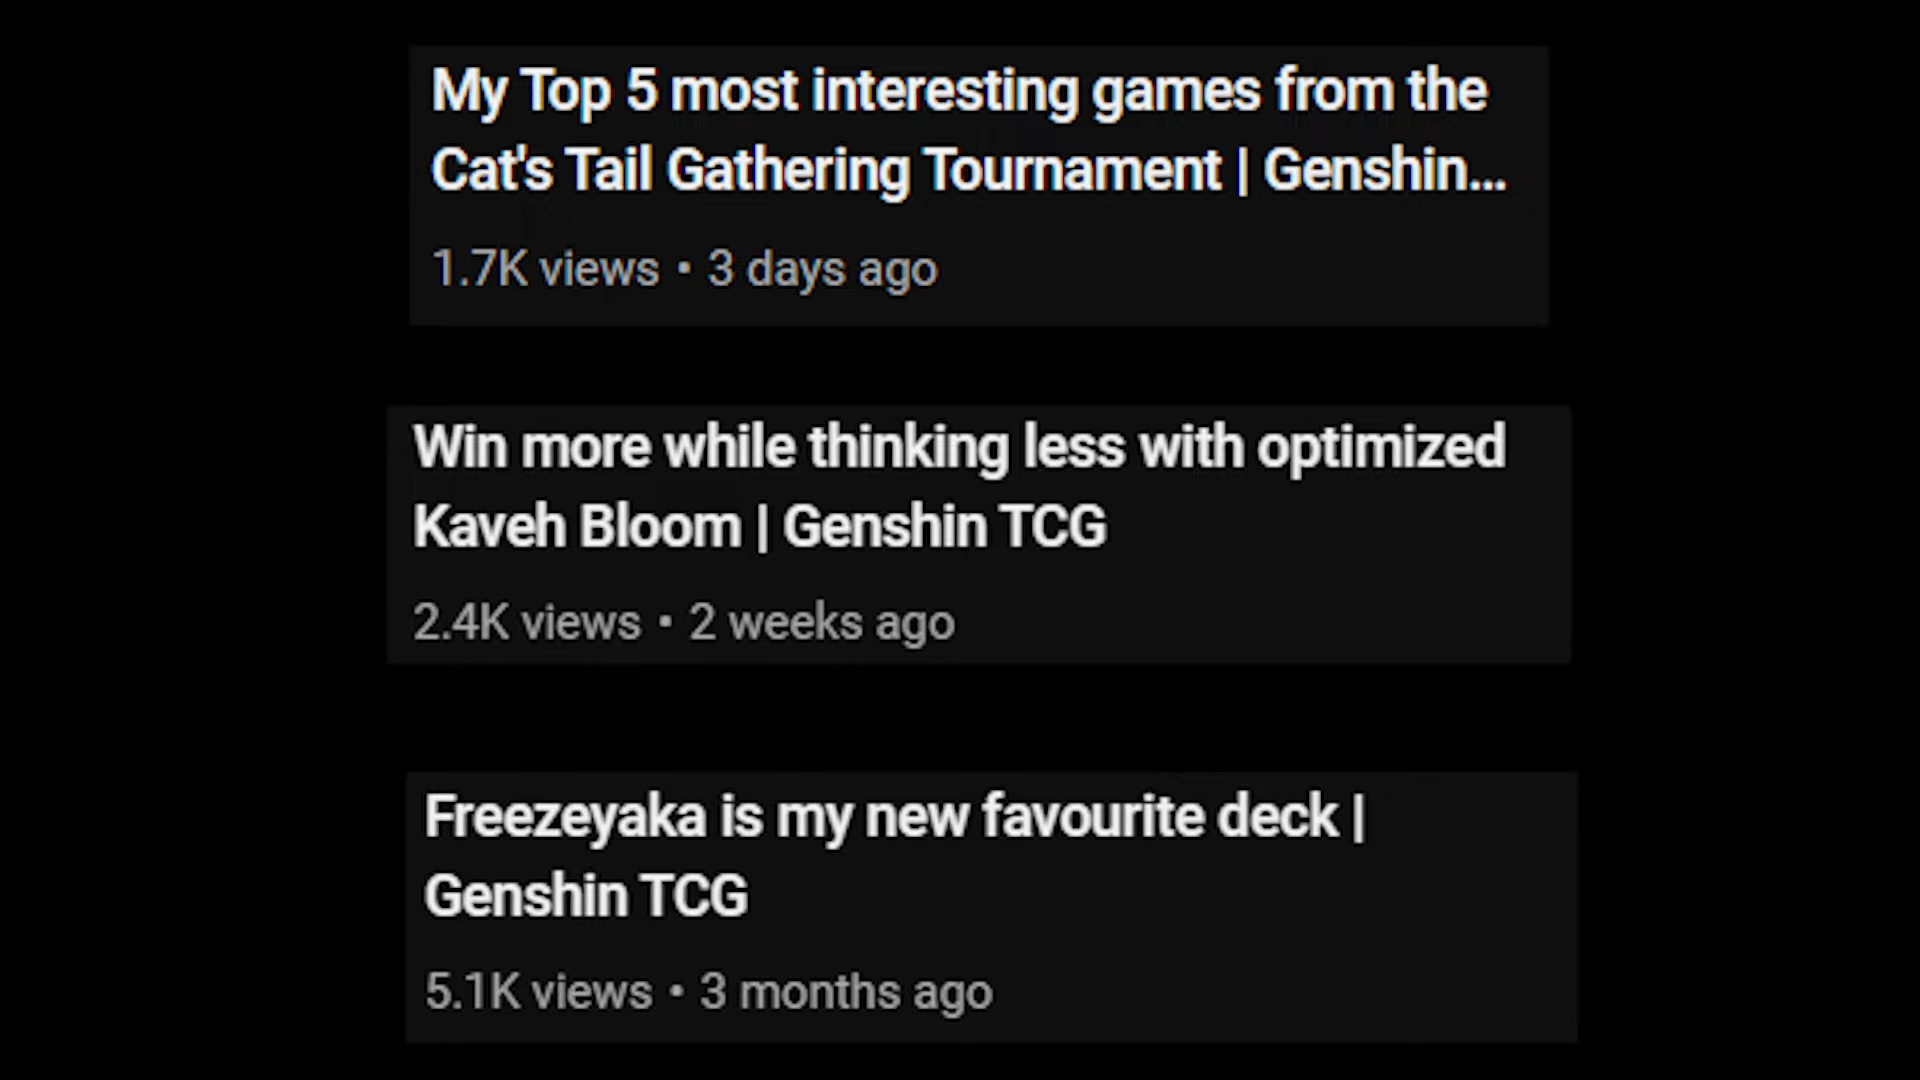 My Top 5 most interesting games from the
Cat's Tail Gathering Tournament | Genshin...
1.7K views • 3 days ago
Win more while thinking less with optimized
Kaveh Bloom | Genshin TCG
2.4K views • 2 weeks ago
Freezeyaka is my new favourite deck |
Genshin TCG
5.1K views • 3 months ago